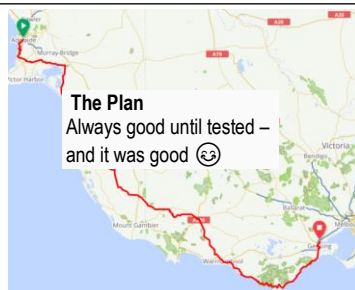 A20
A20
Adelaide
Murray-Bridge
Victor Harbor
A79
The Plan
Always good until tested –
and it was good 😊
Victoria
Bendigo
Ballarat
Mount Gambier
Geelong
Warrnambool